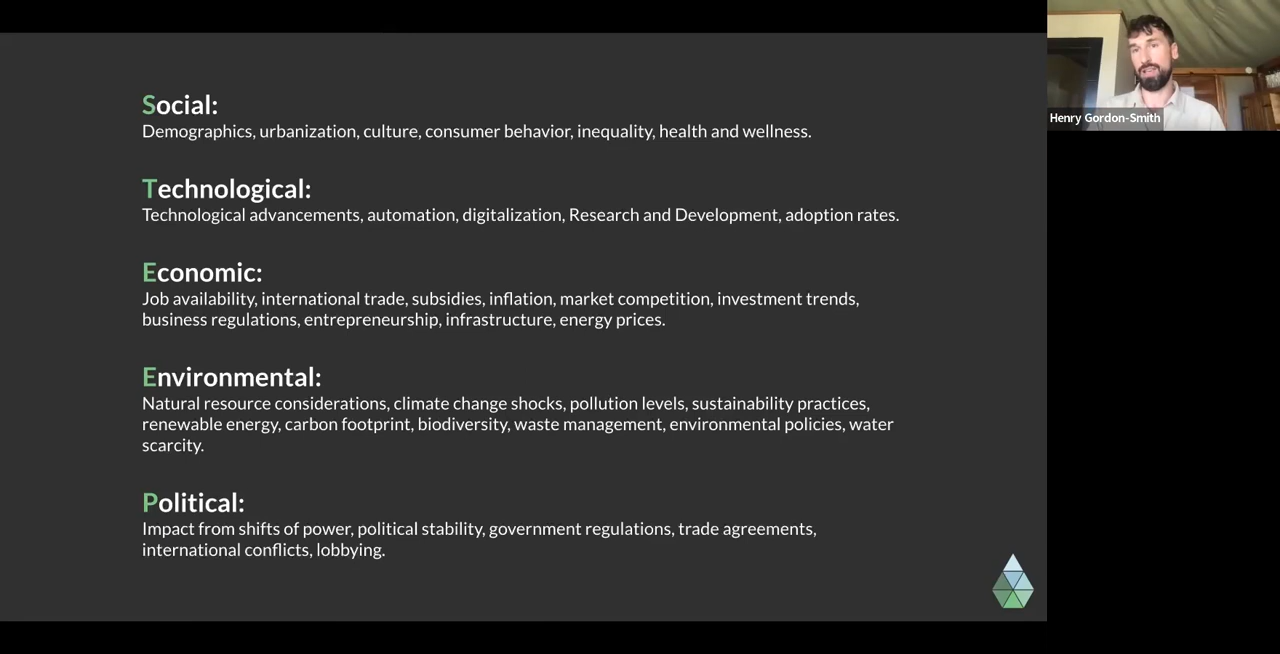 Social:
Demographics, urbanization, culture, consumer behavior, inequality, health and wellness.
Technological:
Technological advancements, automation, digitalization, Research and Development, adoption rates.
Economic:
Job availability, international trade, subsidies, inflation, market competition, investment trends,
business regulations, entrepreneurship, infrastructure, energy prices.
Environmental:
Natural resource considerations, climate change shocks, pollution levels, sustainability practices,
renewable energy, carbon footprint, biodiversity, waste management, environmental policies, water
scarcity.
Political:
Impact from shifts of power, political stability, government regulations, trade agreements,
international conflicts, lobbying.
Henry Gordon-Smith